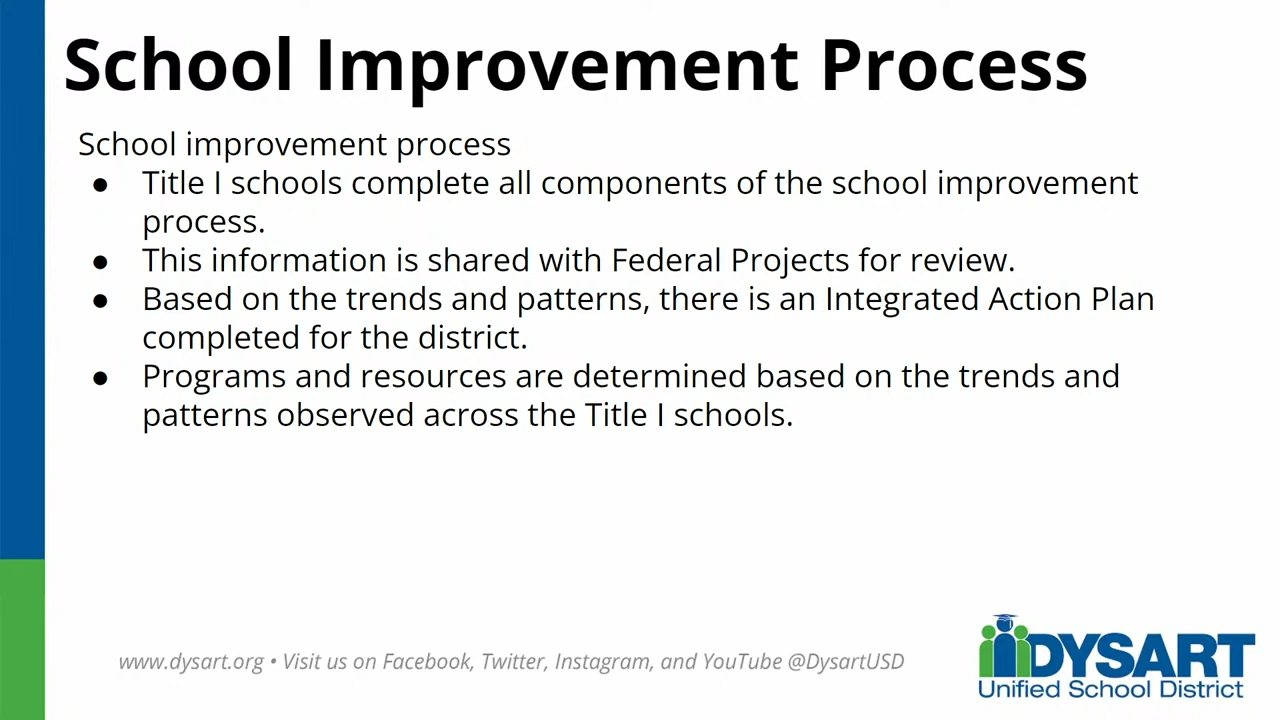 School Improvement Process
School improvement process
● Title I schools complete all components of the school improvement
process.
● This information is shared with Federal Projects for review.
● Based on the trends and patterns, there is an Integrated Action Plan
completed for the district.
● Programs and resources are determined based on the trends and
patterns observed across the Title I schools.
www.dysart.org • Visit us on Facebook, Twitter, Instagram, and YouTube @DysartUSD
DYSART
Unified School District